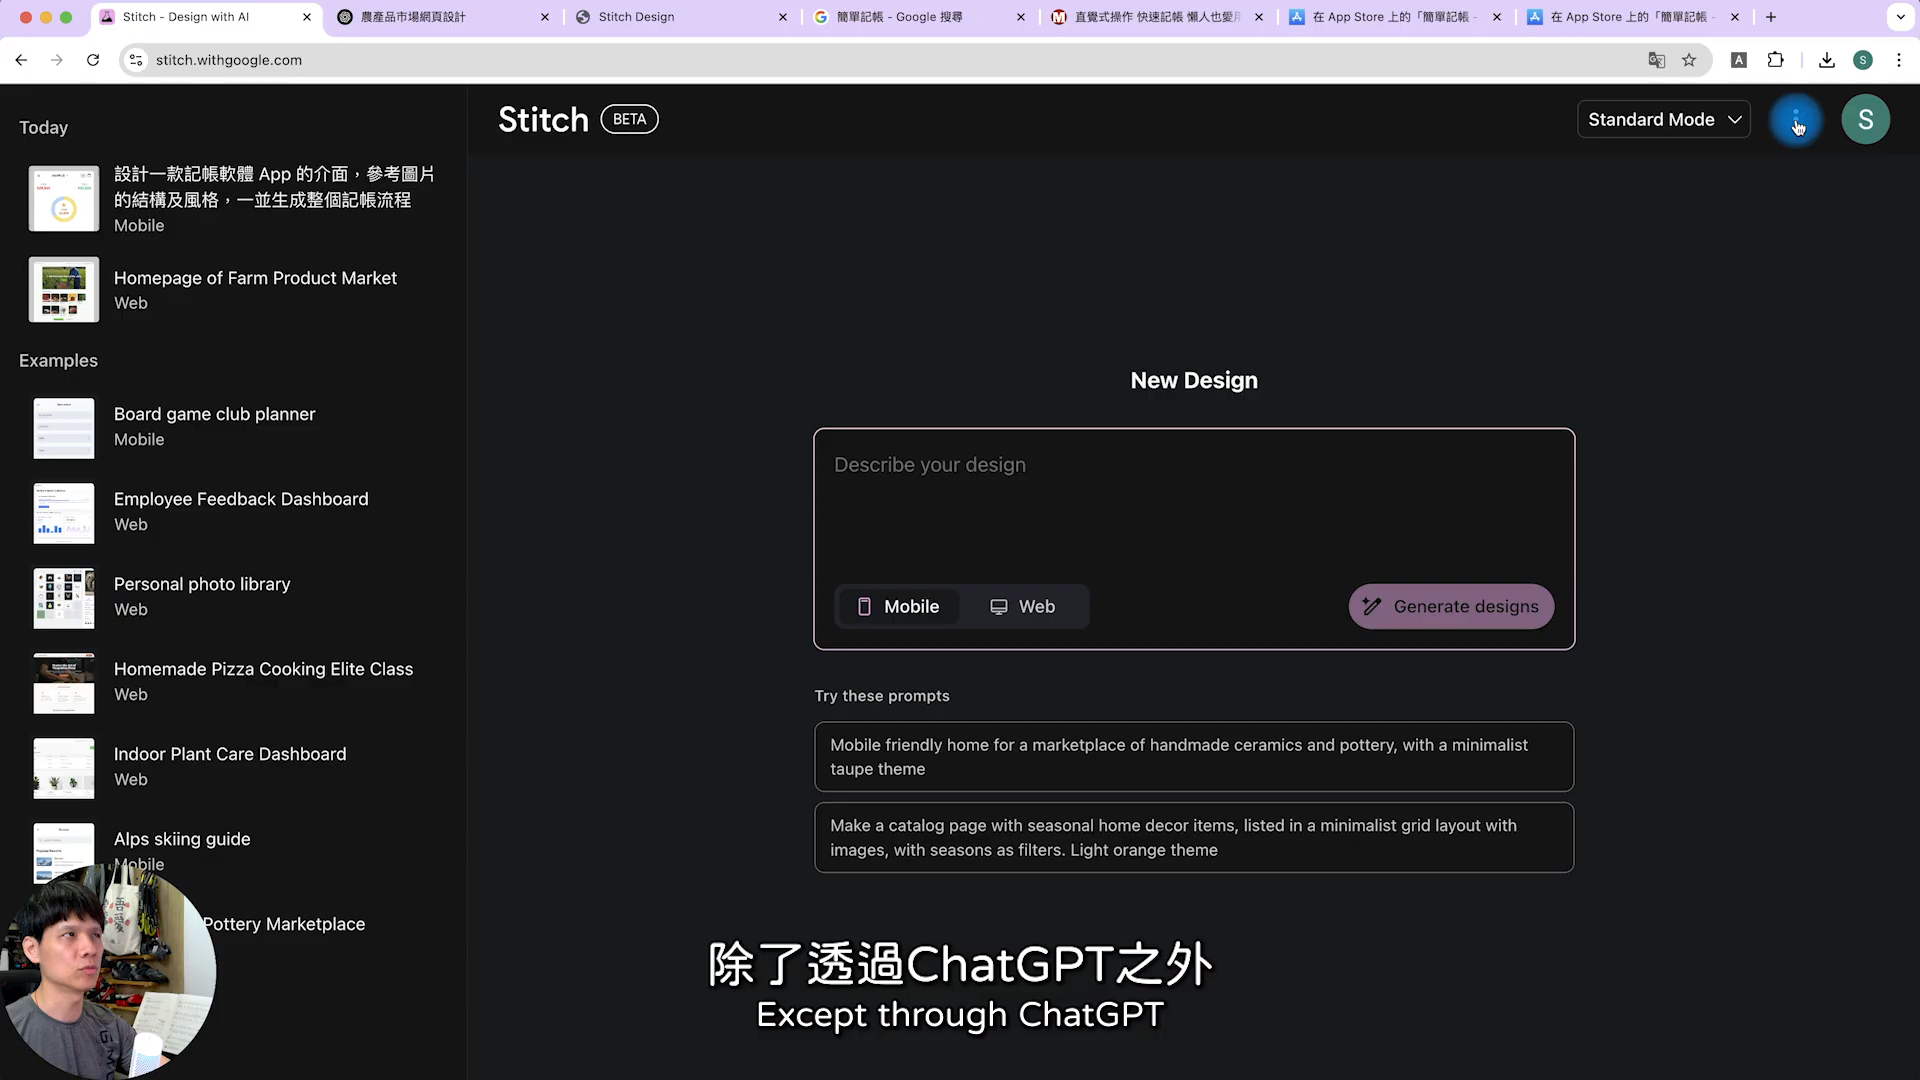 Stitch - Design with AI
農產品市場網頁設計
Stitch Design
簡單記帳 - Google 搜尋
直覺式操作 快速記帳 懶人也愛用
在 App Store 上的「簡單記帳 -
在 App Store 上的「簡單記帳 -
stitch.withgoogle.com
A
S
Today
設計一款記帳軟體 App 的介面，參考圖片
的結構及風格，一並生成整個記帳流程
Mobile
Homepage of Farm Product Market
Web
Examples
Board game club planner
Mobile
Employee Feedback Dashboard
Web
Personal photo library
Web
Homemade Pizza Cooking Elite Class
Web
Indoor Plant Care Dashboard
Web
Alps skiing guide
Mobile
Pottery Marketplace
Stitch BETA
Standard Mode
S
New Design
Describe your design
Mobile
Web
Generate designs
Try these prompts
Mobile friendly home for a marketplace of handmade ceramics and pottery, with a minimalist
taupe theme
Make a catalog page with seasonal home decor items, listed in a minimalist grid layout with
images, with seasons as filters. Light orange theme
除了透過ChatGPT之外
Except through ChatGPT